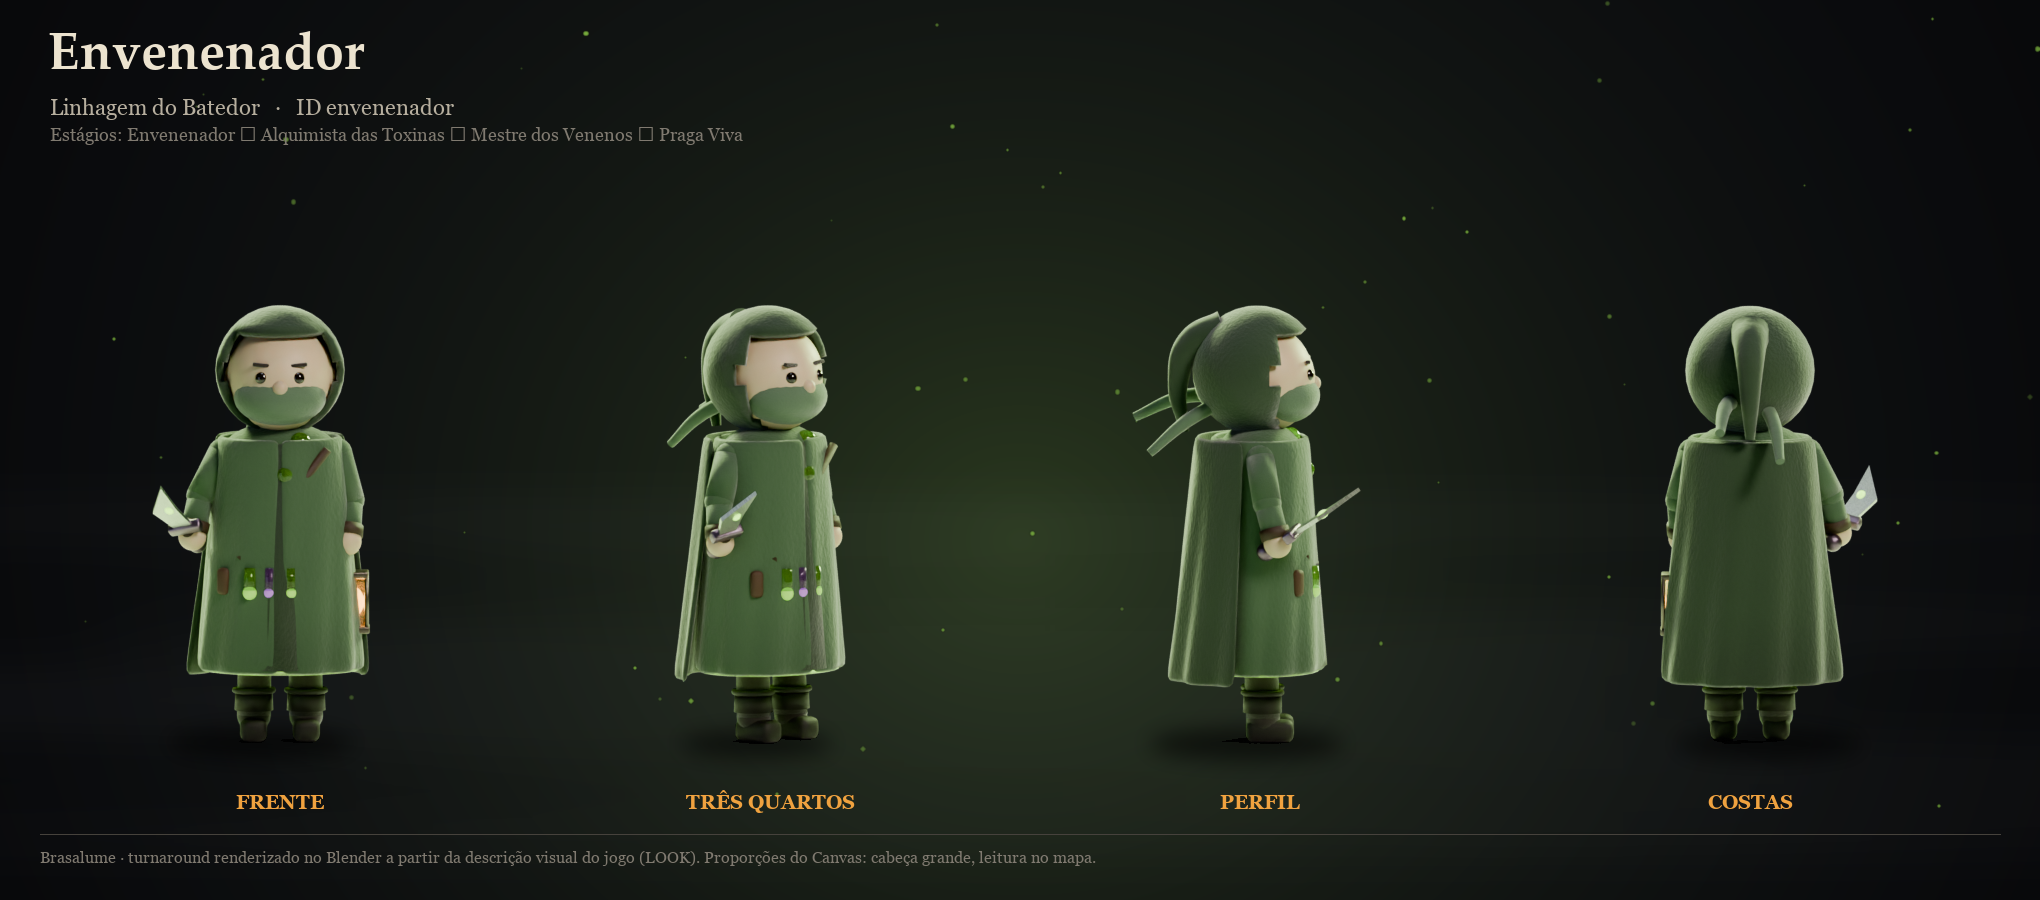 Envenenador
Linhagem do Batedor · ID envenenador
Estágios: Envenenador □ Alquimista das Toxinas □ Mestre dos Venenos □ Praga Viva
FRENTE
TRÊS QUARTOS
PERFIL
COSTAS
Brasalume · turnaround renderizado no Blender a partir da descrição visual do jogo (LOOK). Proporções do Canvas: cabeça grande, leitura no mapa.